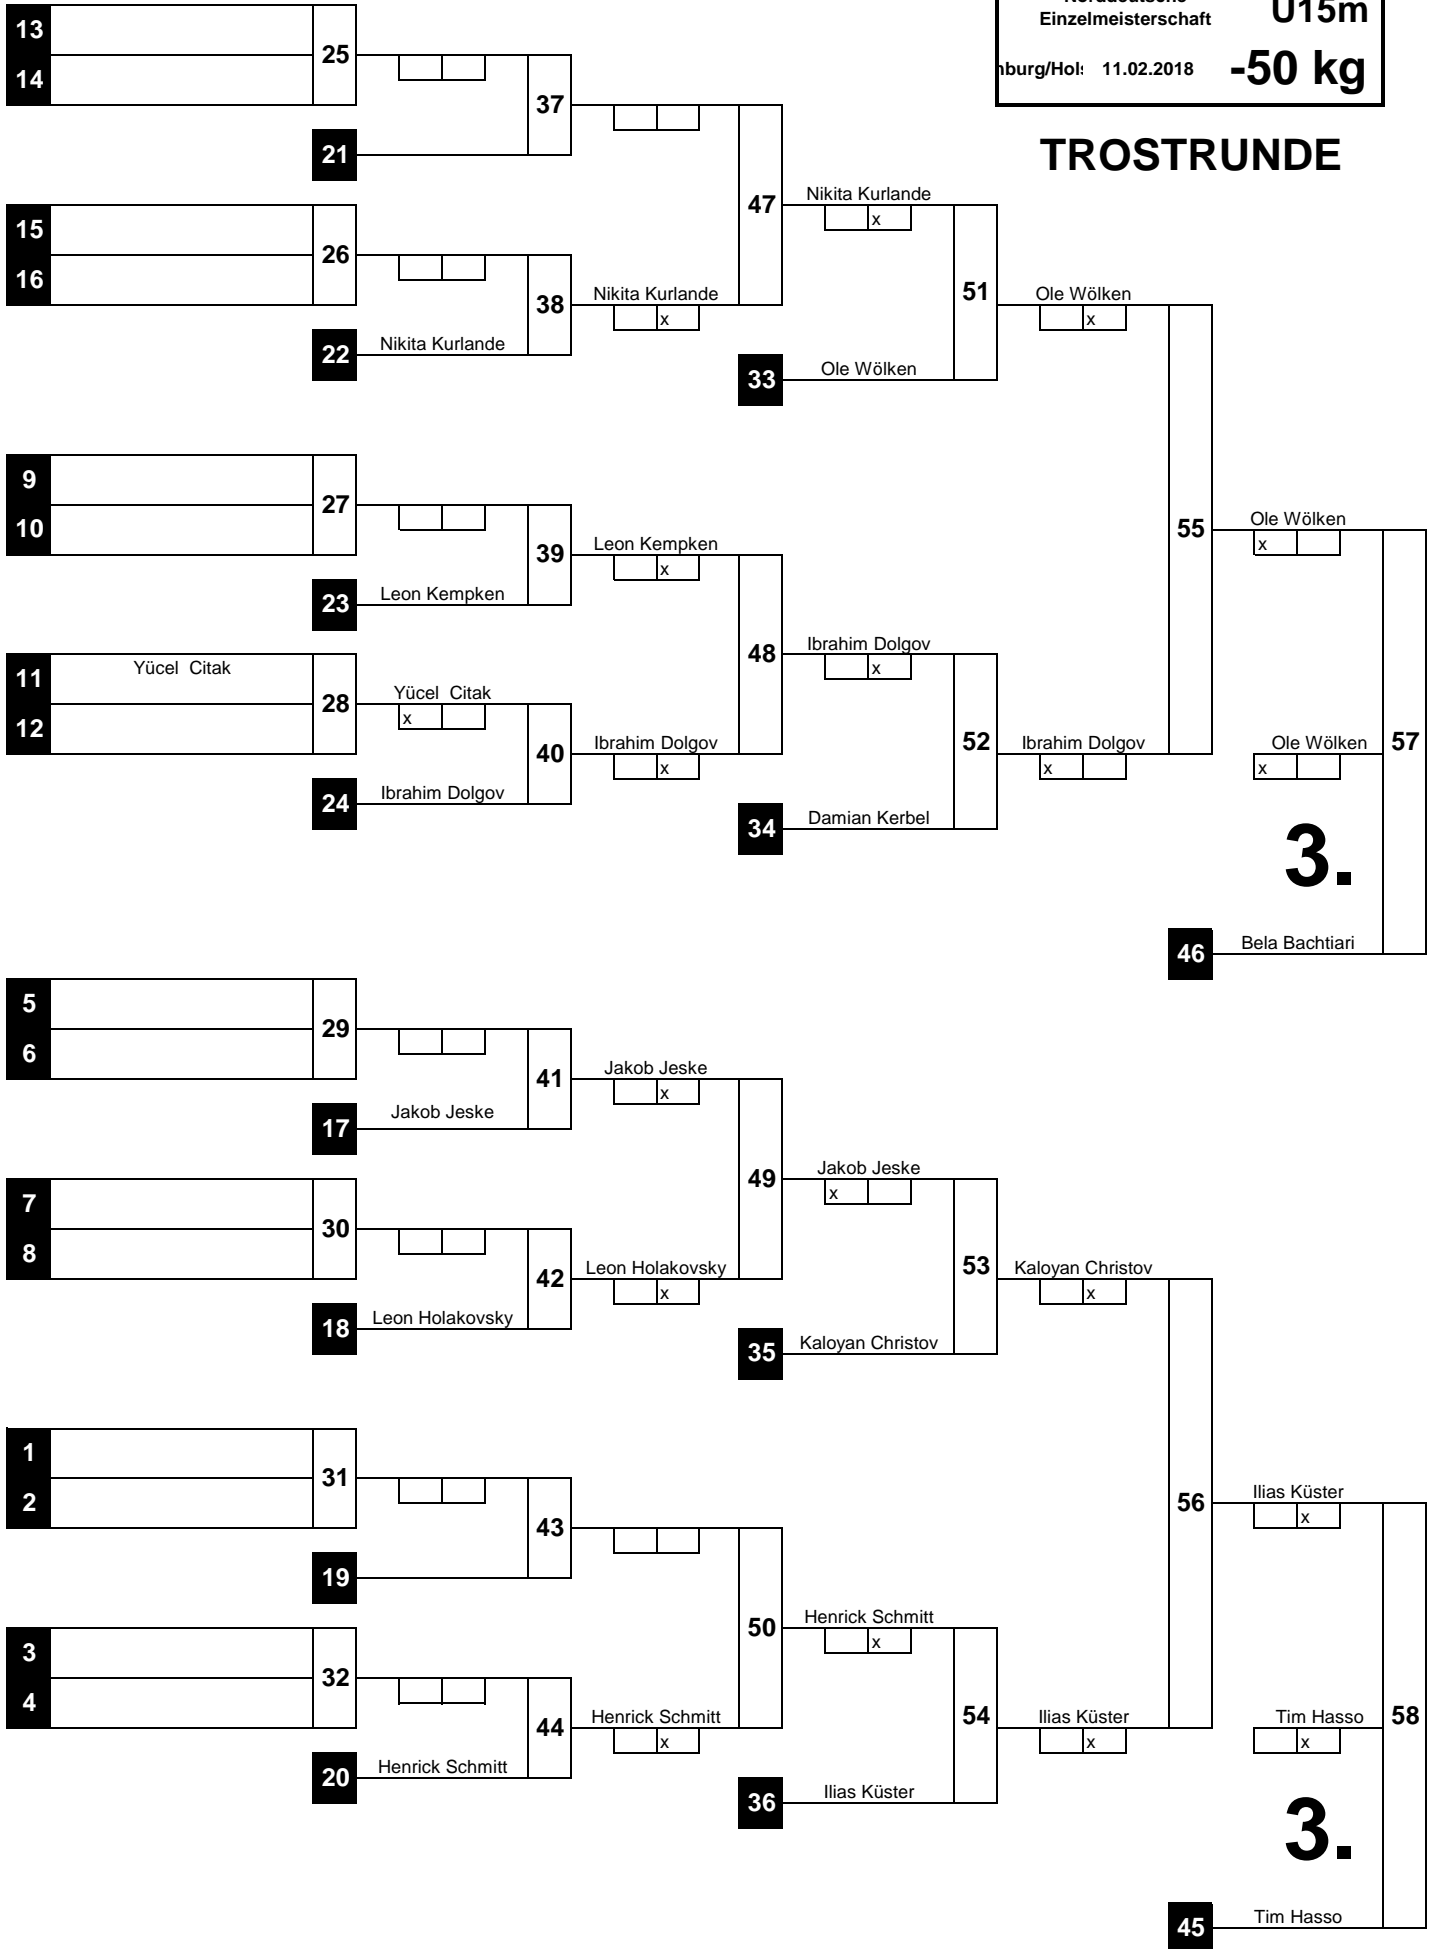 Norddeutsche
Einzelmeisterschaft
U15m
11.02.2018
-50 kg
TROSTRUNDE
13
14
25
37
21
47
Nikita Kurlande
x
15
16
26
38
Nikita Kurlande
x
22
Nikita Kurlande
51
Ole Wölken
x
33
Ole Wölken
9
10
27
39
Leon Kempken
x
23
Leon Kempken
55
Ole Wölken
x
11
12
Yücel Citak
28
Yücel Citak
x
40
Ibrahim Dolgov
x
24
Ibrahim Dolgov
48
Ibrahim Dolgov
x
52
Ibrahim Dolgov
x
34
Damian Kerbel
Ole Wölken
x
57
3.
46
Bela Bachtiari
5
6
29
41
Jakob Jeske
x
17
Jakob Jeske
49
Jakob Jeske
x
7
8
30
42
Leon Holakovsky
x
18
Leon Holakovsky
53
Kaloyan Christov
x
35
Kaloyan Christov
1
2
31
43
19
56
Ilias Küster
x
3
4
32
44
Henrick Schmitt
x
20
Henrick Schmitt
50
Henrick Schmitt
x
54
Ilias Küster
x
36
Ilias Küster
Tim Hasso
x
58
3.
45
Tim Hasso